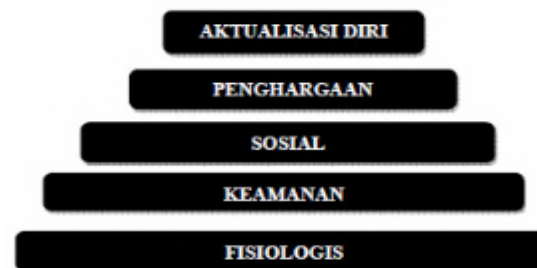 AKTUALISASI DIRI
PENGHARGAAN
SOSIAL
KEAMANAN
FISIOLOGIS